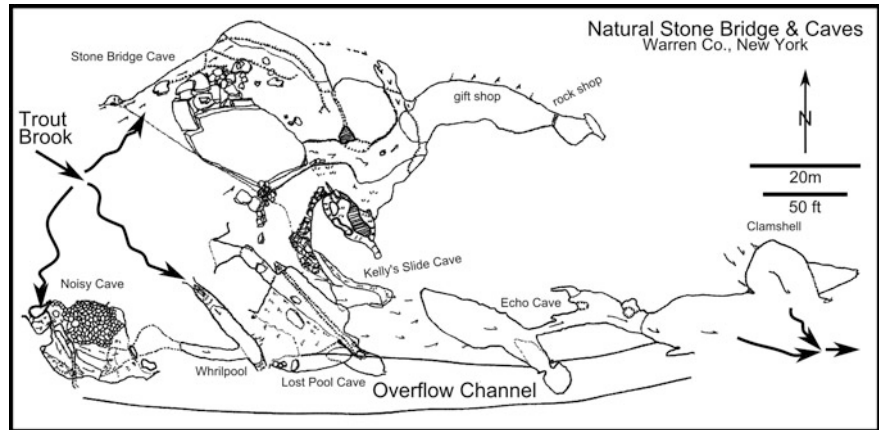 Natural Stone Bridge & Caves
Warren Co., New York
Stone Bridge Cave
gift shop
rock shop
Trout
Brook
N
20m
50 ft
Clamshell
Kelly's Slide Cave
Noisy Cave
Echo Cave
Whrilpool
Lost Pool Cave
Overflow Channel